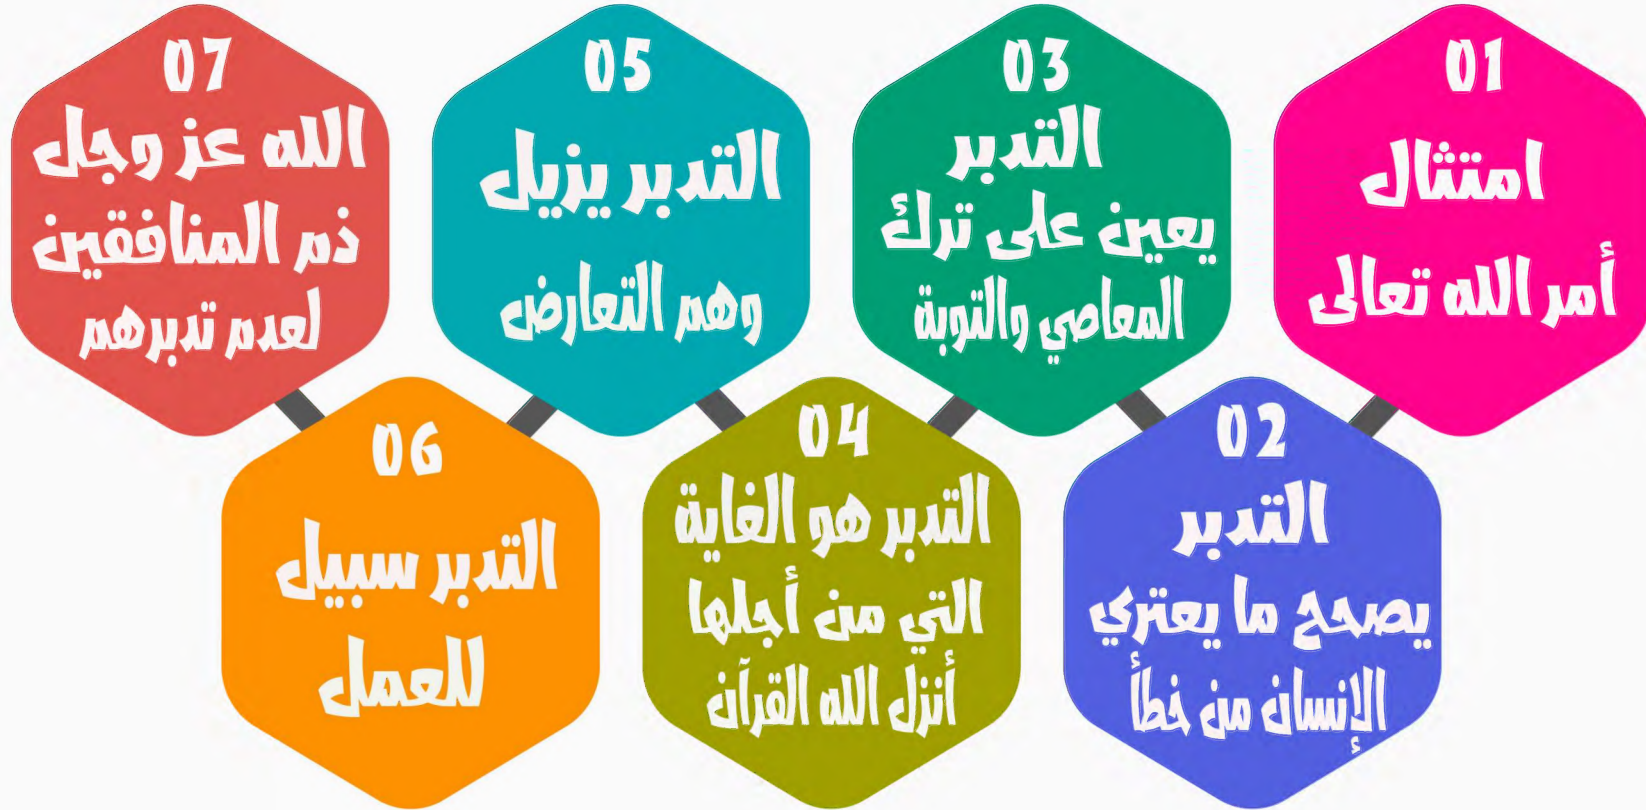 01
امتثال
أمر الله تعالى
02
التدبر
يصحح ما يعتري
الإنسان من خطأ
03
التدبر
يعين على ترك
المعاصي والتوبة
04
التدبر هو الغاية
التي من أجلها
أنزل الله القرآن
05
التدبر يزيل
وهم التعارض
06
التدبر سبيل
للعمل
07
الله عز وجل
ذم المنافقين
لعدم تدبرهم